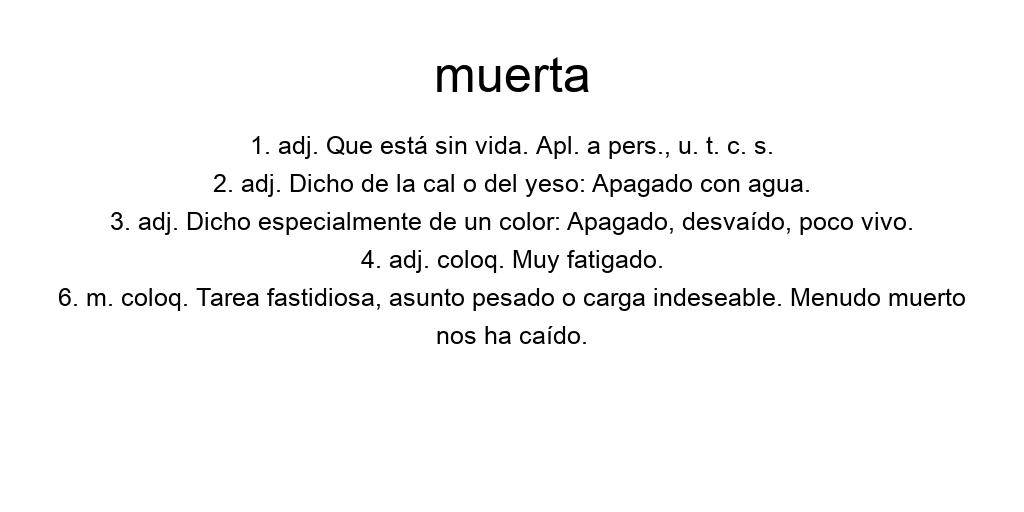 muerta
1. adj. Que está sin vida. Apl. a pers., u. t. c. s.
2. adj. Dicho de la cal o del yeso: Apagado con agua.
3. adj. Dicho especialmente de un color: Apagado, desvaído, poco vivo.
4. adj. coloq. Muy fatigado.
6. m. coloq. Tarea fastidiosa, asunto pesado o carga indeseable. Menudo muerto
nos ha caído.